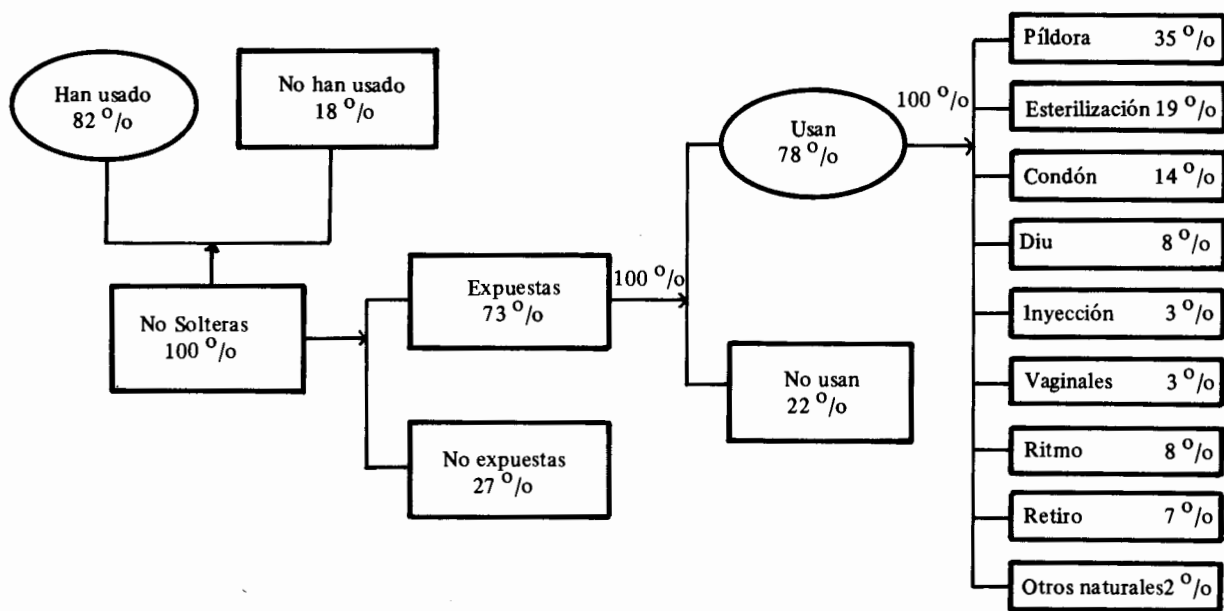 Han usado
82 º/o
No han usado
18 º/o
No Solteras
100 º/o
Expuestas
73 º/o
No expuestas
27 º/o
100 º/o
Usan
78 º/o
No usan
22 º/o
100 º/o
Píldora 35 º/o
Esterilización 19 º/o
Condón 14 º/o
Diu 8 º/o
Inyección 3 º/o
Vaginales 3 º/o
Ritmo 8 º/o
Retiro 7 º/o
Otros naturales2 º/o